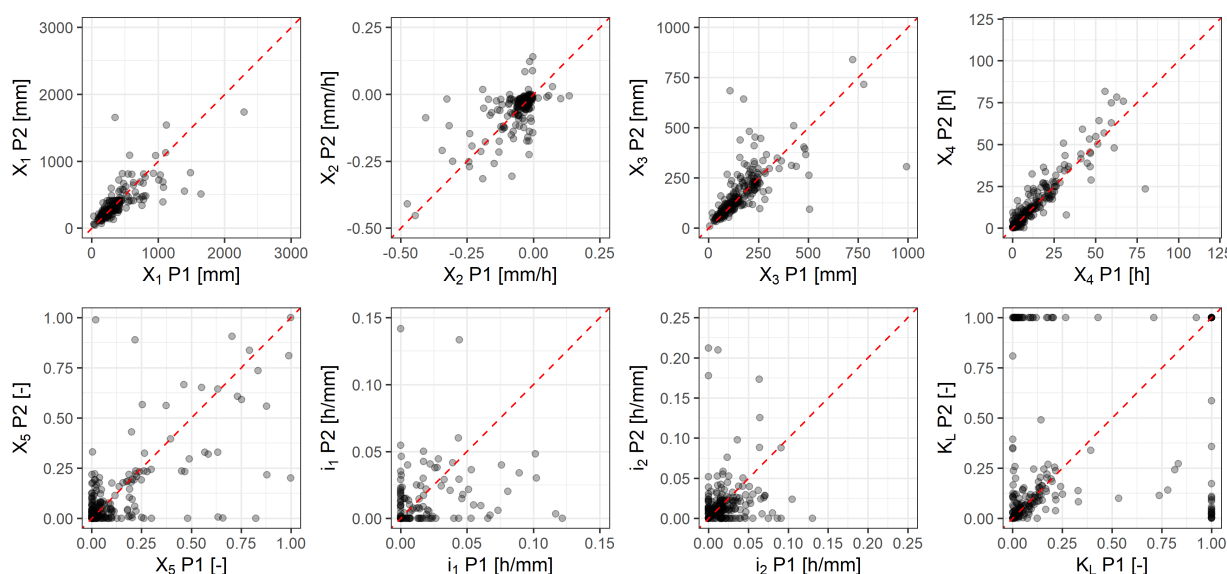 3000
2000
1000
0
X₁ P2 [mm]
0 1000 2000 3000
X₁ P1 [mm]
0.25
0.00
-0.25
-0.50
X₂ P2 [mm/h]
-0.50 -0.25 0.00 0.25
X₂ P1 [mm/h]
1000
750
500
250
0
X₃ P2 [mm]
0 250 500 750 1000
X₃ P1 [mm]
125
100
75
50
25
0
X₄ P2 [h]
0 25 50 75 100 125
X₄ P1 [h]
1.00
0.75
0.50
0.25
0.00
X₅ P2 [-]
0.00 0.25 0.50 0.75 1.00
X₅ P1 [-]
0.15
0.10
0.05
0.00
i₁ P2 [h/mm]
0.00 0.05 0.10 0.15
i₁ P1 [h/mm]
0.25
0.20
0.15
0.10
0.05
0.00
i₂ P2 [h/mm]
0.00 0.05 0.10 0.15 0.20 0.25
i₂ P1 [h/mm]
1.00
0.75
0.50
0.25
0.00
K_L P2 [-]
0.00 0.25 0.50 0.75 1.00
K_L P1 [-]